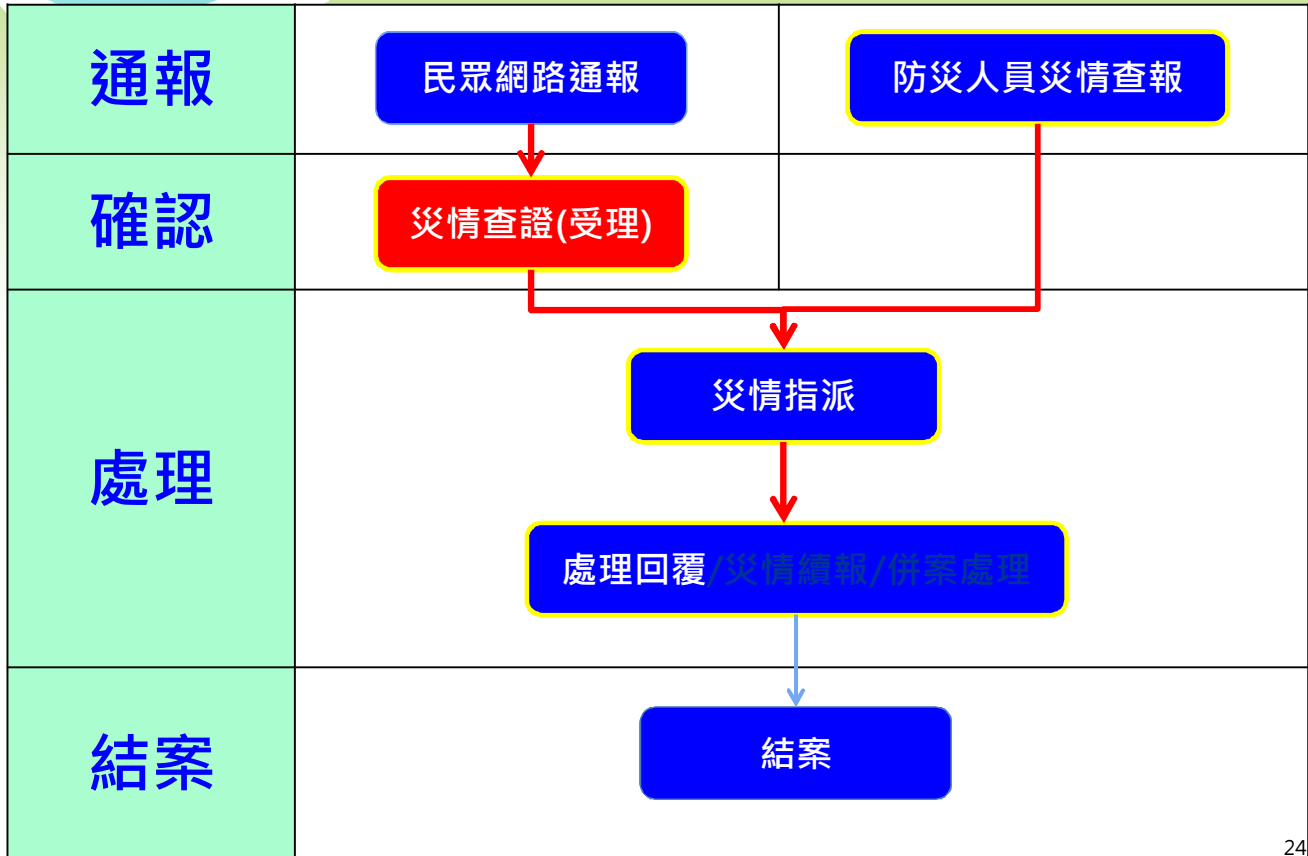 通報
民眾網路通報
防災人員災情查報
確認
災情查證(受理)
處理
災情指派
處理回覆/災情續報/併案處理
結案
結案
24